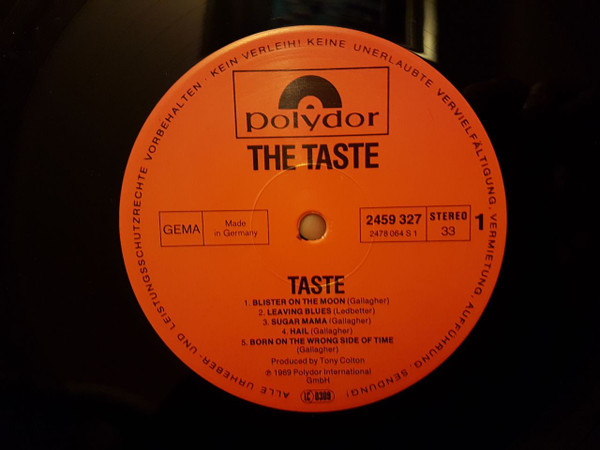 ALLE URHEBER- UND LEISTUNGSSCHUTZRECHTE VORBEHALTEN · KEIN VERLEIH! KEINE UNERLAUBTE VERVIELFÄLTIGUNG, VERMIETUNG, AUFFÜHRUNG, SENDUNG!
polydor
THE TASTE
GEMA
Made
in Germany
2459 327
2478 064 S 1
STEREO
33
1
TASTE
1. BLISTER ON THE MOON (Gallagher)
2. LEAVING BLUES (Ledbetter)
3. SUGAR MAMA (Gallagher)
4. HAIL (Gallagher)
5. BORN ON THE WRONG SIDE OF TIME
(Gallagher)
Produced by Tony Colton
℗ 1969 Polydor International
GmbH
LC 0309